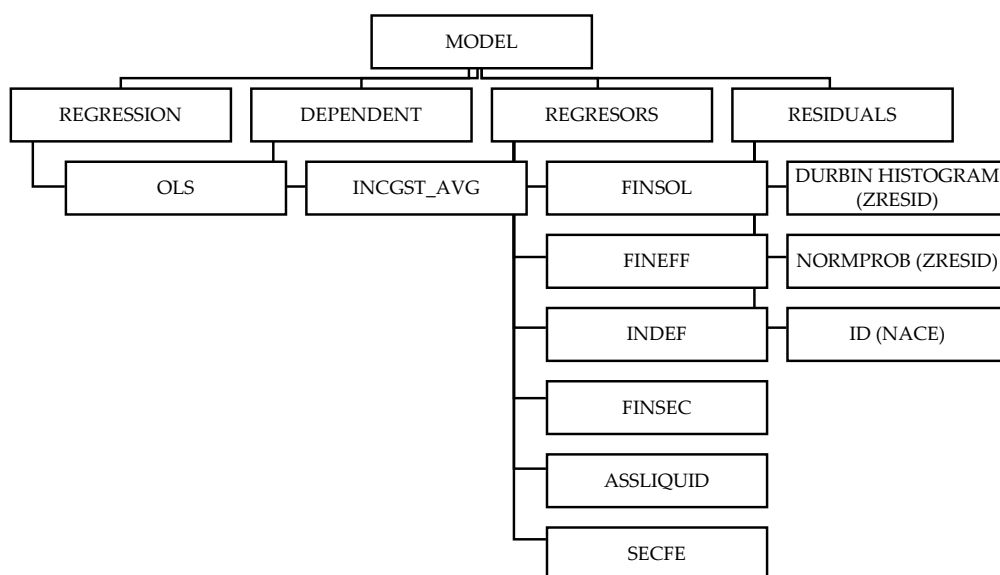 MODEL
REGRESSION
DEPENDENT
REGRESORS
RESIDUALS
OLS
INCGST_AVG
FINSOL
DURBIN HISTOGRAM
(ZRESID)
FINEFF
NORMPROB (ZRESID)
INDEF
ID (NACE)
FINSEC
ASSLIQUID
SECFE